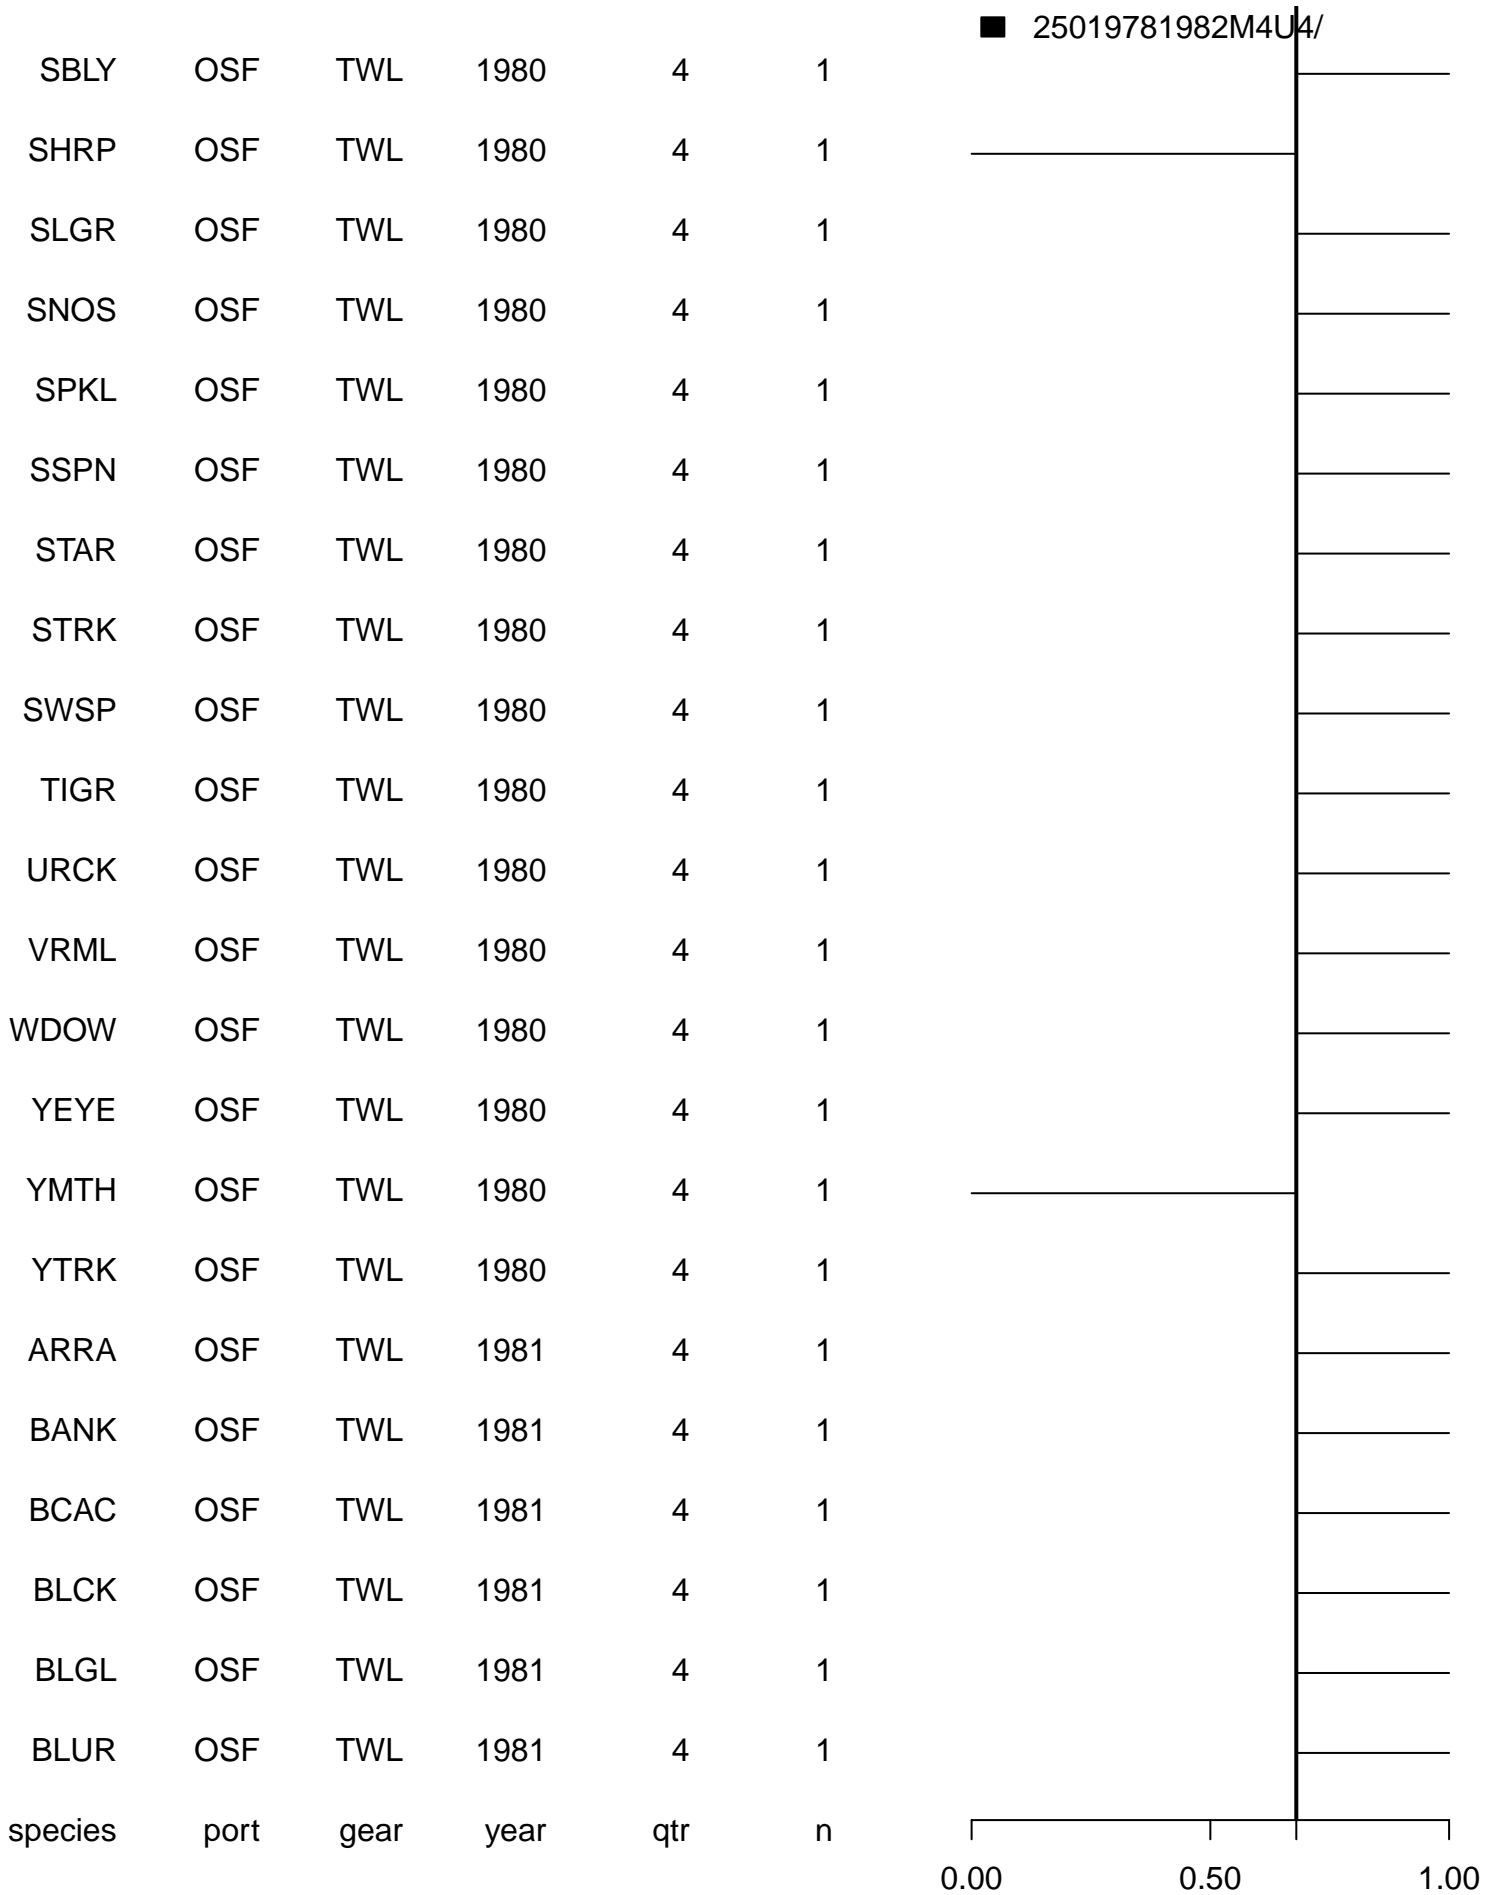 25019781982M4U4/
SBLY OSF TWL 1980 4 1
SHRP OSF TWL 1980 4 1
SLGR OSF TWL 1980 4 1
SNOS OSF TWL 1980 4 1
SPKL OSF TWL 1980 4 1
SSPN OSF TWL 1980 4 1
STAR OSF TWL 1980 4 1
STRK OSF TWL 1980 4 1
SWSP OSF TWL 1980 4 1
TIGR OSF TWL 1980 4 1
URCK OSF TWL 1980 4 1
VRML OSF TWL 1980 4 1
WDOW OSF TWL 1980 4 1
YEYE OSF TWL 1980 4 1
YMTH OSF TWL 1980 4 1
YTRK OSF TWL 1980 4 1
ARRA OSF TWL 1981 4 1
BANK OSF TWL 1981 4 1
BCAC OSF TWL 1981 4 1
BLCK OSF TWL 1981 4 1
BLGL OSF TWL 1981 4 1
BLUR OSF TWL 1981 4 1
species port gear year qtr n
0.00 0.50 1.00